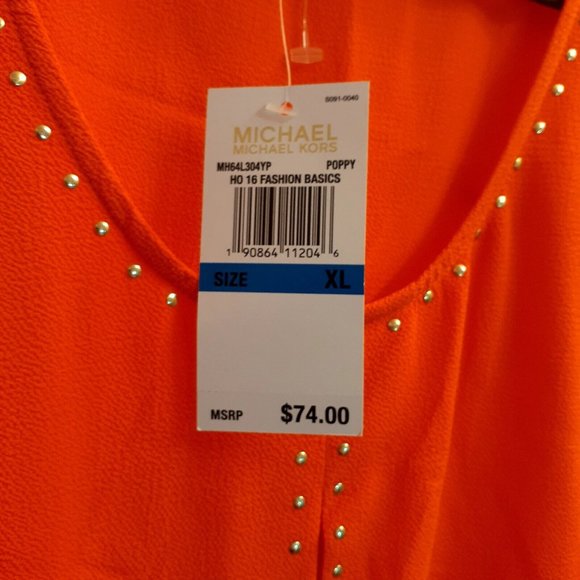 6091-0040
MICHAEL
MICHAEL KORS
MH64L304YP POPPY
HO 16 FASHION BASICS
1 90864 11204 6
SIZE XL
MSRP $74.00